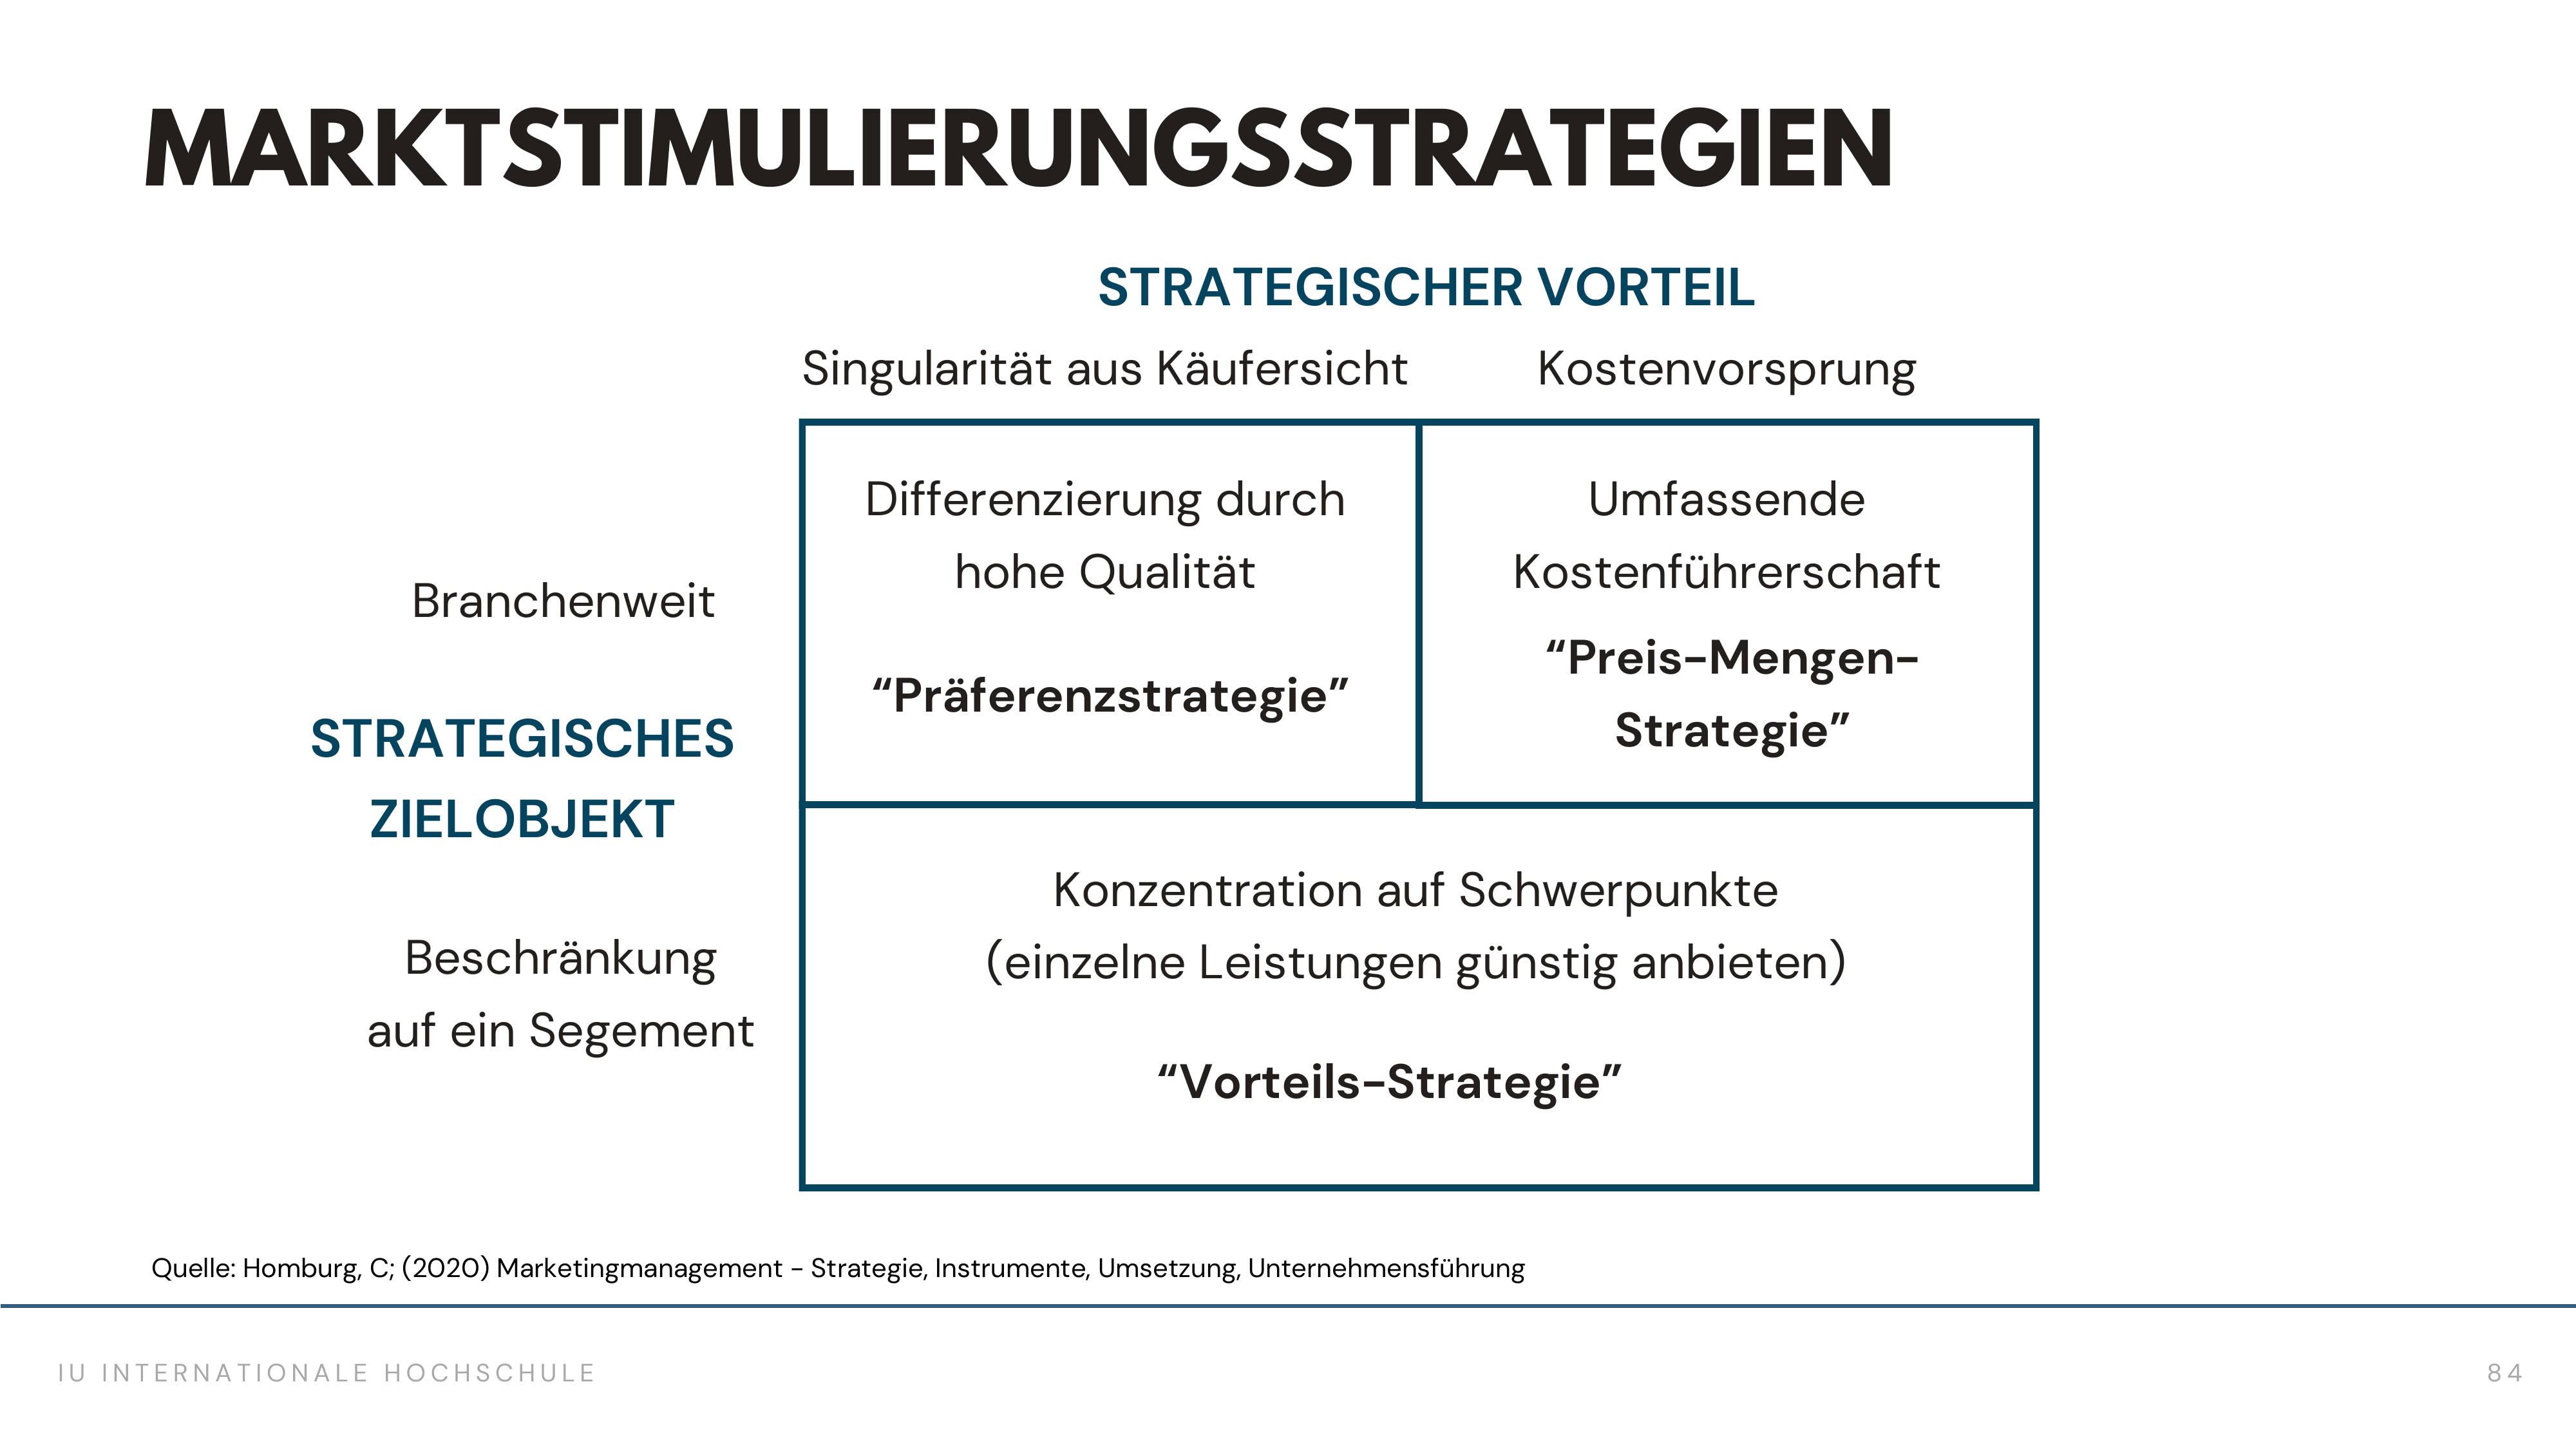 MARKTSTIMULIERUNGSSTRATEGIEN
STRATEGISCHER VORTEIL
Singularität aus Käufersicht
Kostenvorsprung
Branchenweit
STRATEGISCHES
ZIELOBJEKT
Beschränkung
auf ein Segement
Differenzierung durch
hohe Qualität
“Präferenzstrategie”
Umfassende
Kostenführerschaft
“Preis-Mengen-
Strategie”
Konzentration auf Schwerpunkte
(einzelne Leistungen günstig anbieten)
“Vorteils-Strategie”
Quelle: Homburg, C; (2020) Marketingmanagement - Strategie, Instrumente, Umsetzung, Unternehmensführung
IU INTERNATIONALE HOCHSCHULE
84